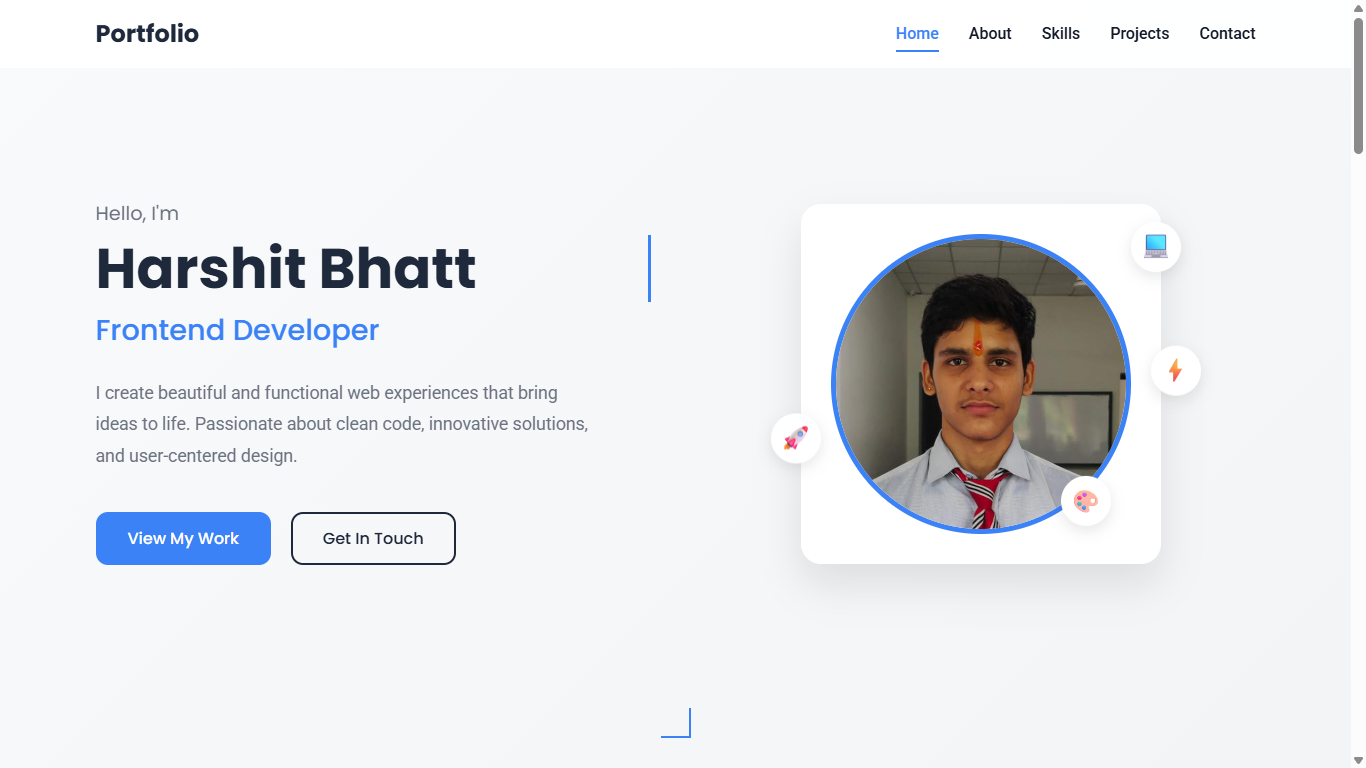 Portfolio
Home About Skills Projects Contact
Hello, I'm
Harshit Bhatt
Frontend Developer
I create beautiful and functional web experiences that bring
ideas to life. Passionate about clean code, innovative solutions,
and user-centered design.
View My Work Get In Touch